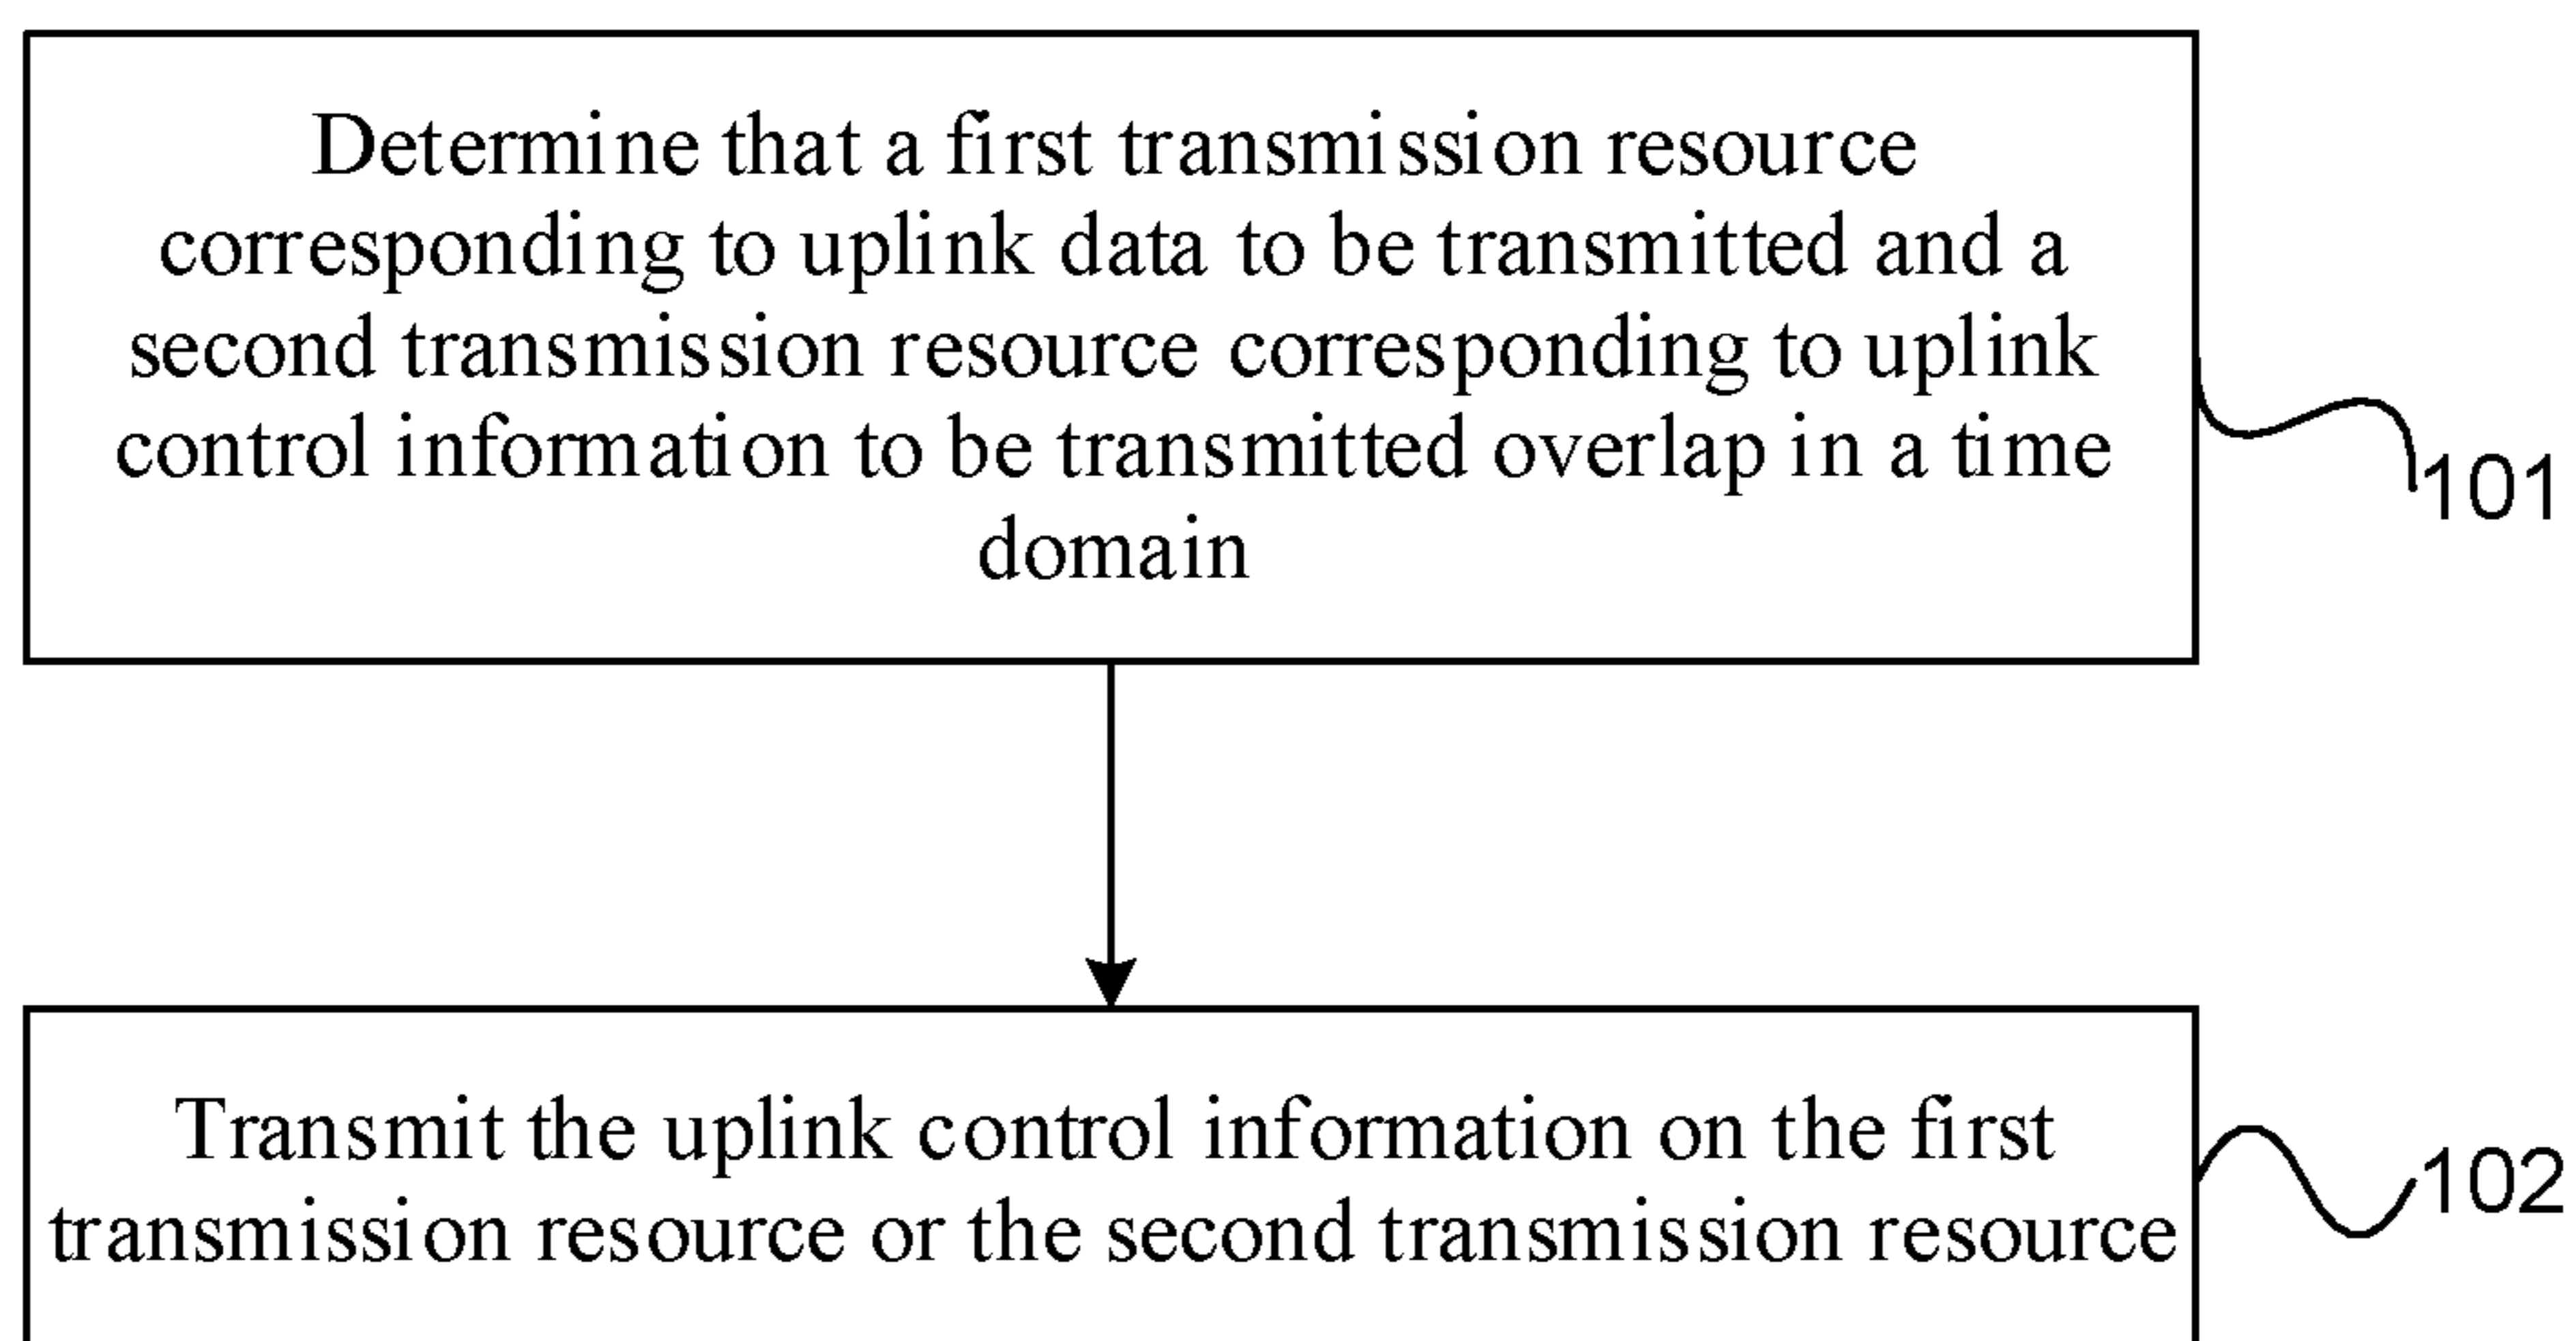 Determine that a first transmission resource
corresponding to uplink data to be transmitted and a
second transmission resource corresponding to uplink
control information to be transmitted overlap in a time
domain
101
Transmit the uplink control information on the first
transmission resource or the second transmission resource
102